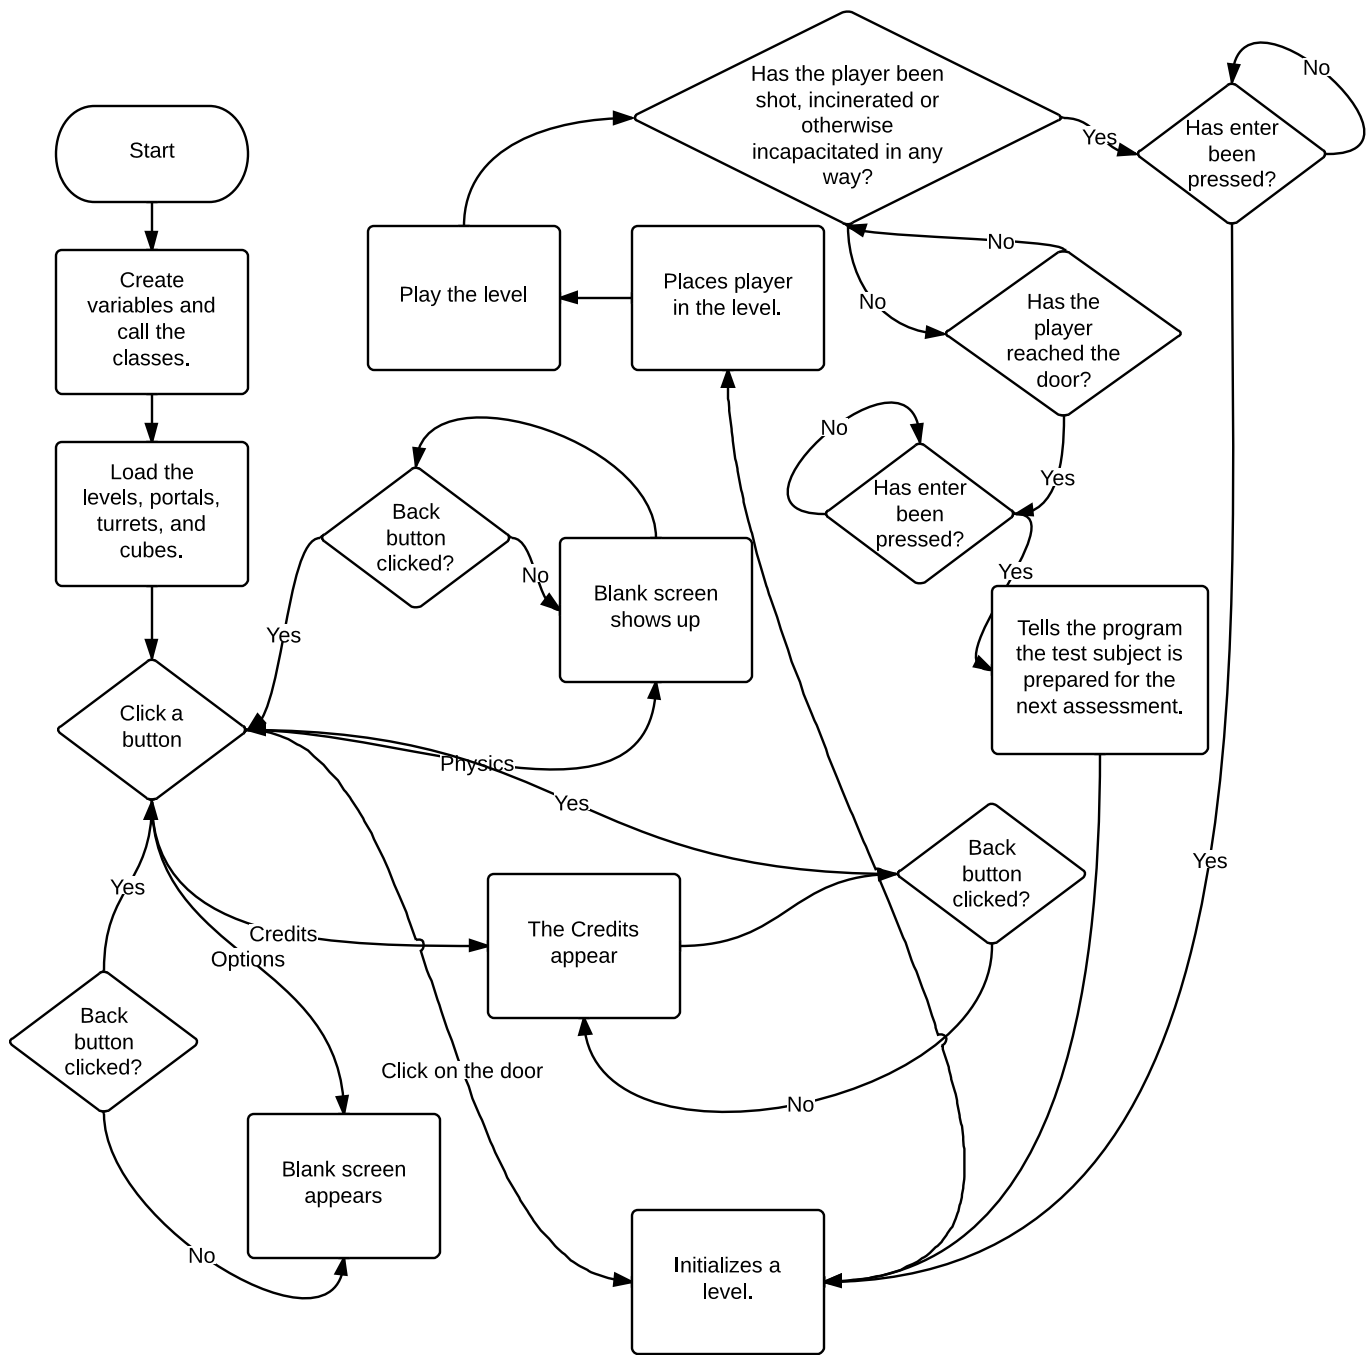 Start
Create
variables and
call the
classes.
Load the
levels, portals,
turrets, and
cubes.
Click a
button
Yes
Back
button
clicked?
No
Credits
Options
Blank screen
appears
Click on the door
Physics
Yes
Yes
Back
button
clicked?
No
Blank screen
shows up
The Credits
appear
Back
button
clicked?
No
Initializes a
level.
Places player
in the level.
Play the level
Has the player been
shot, incinerated or
otherwise
incapacitated in any
way?
Yes
Has enter
been
pressed?
No
Yes
No
Has the
player
reached the
door?
No
Yes
Has enter
been
pressed?
No
Yes
Tells the program
the test subject is
prepared for the
next assessment.